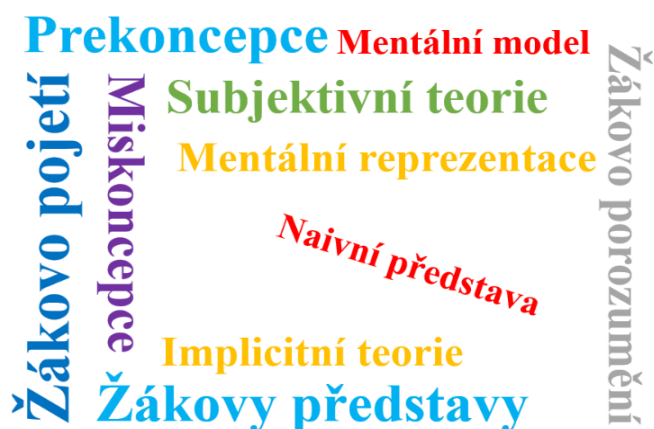 Prekoncepce
Mentální model
Žákovo pojetí
Miskoncepce
Subjektivní teorie
Žákovo porozumění
Mentální reprezentace
Naivní představa
Implicitní teorie
Žákovy představy